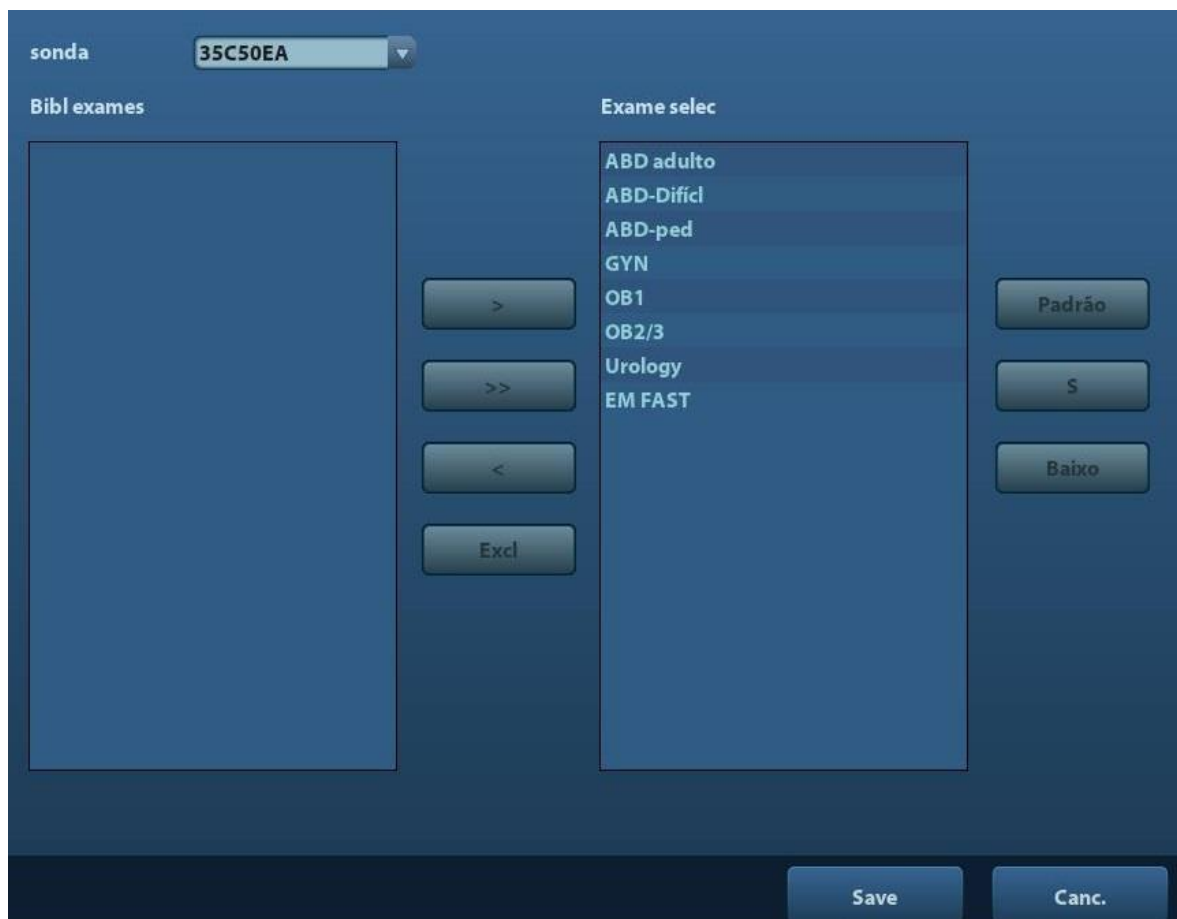 sonda
35C50EA
Bibl exames
Exame selec
ABD adulto
ABD-Difícl
ABD-ped
GYN
OB1
OB2/3
Urology
EM FAST
>
>>
<
Excl
Padrão
S
Baixo
Save
Canc.